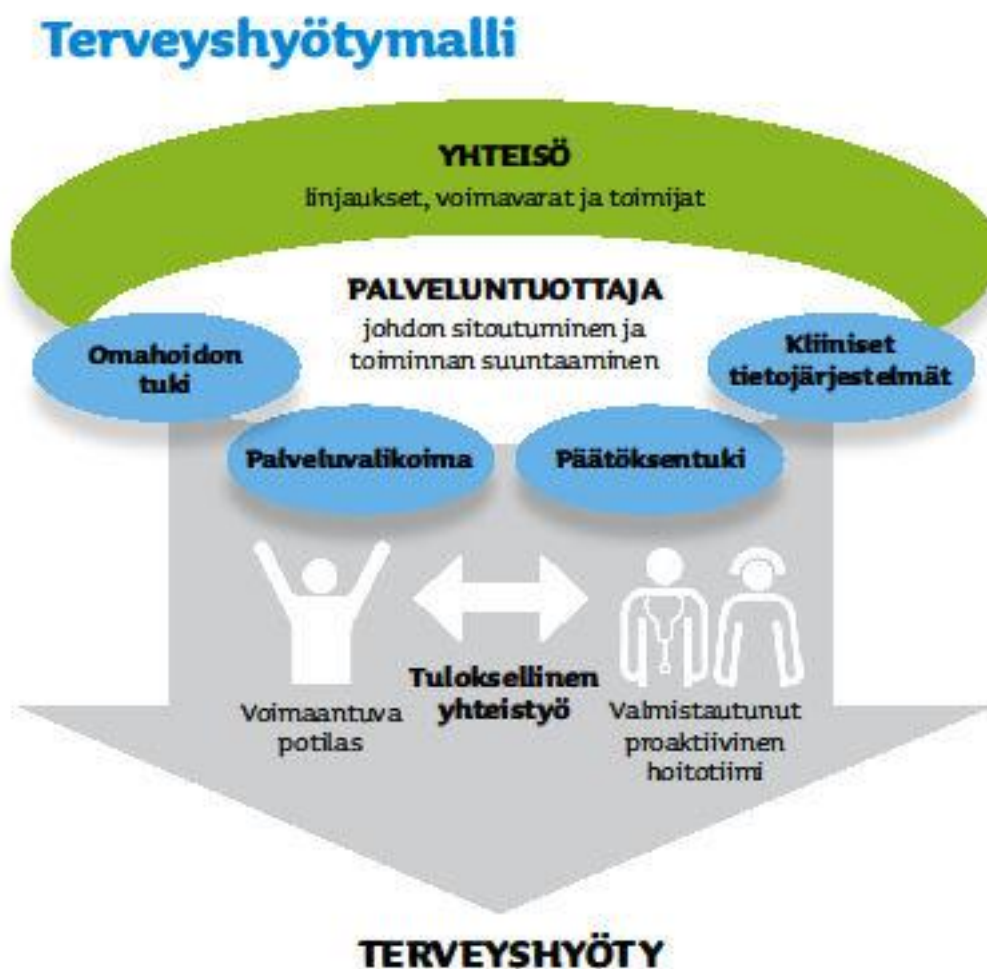 Terveyshyötymalli
YHTEISÖ
linjaukset, voimavarat ja toimijat
PALVELUNTUOTTAJA
johdon sitoutuminen ja
toiminnan suuntaaminen
Omahoidon
tuki
Kliiniset
tietojärjestelmät
Palveluvalikoima
Päätöksentuki
Tuloksellinen
yhteistyö
Voimaantuva
potilas
Valmistautunut
proaktiivinen
hoitotiimi
TERVEYSHYÖTY